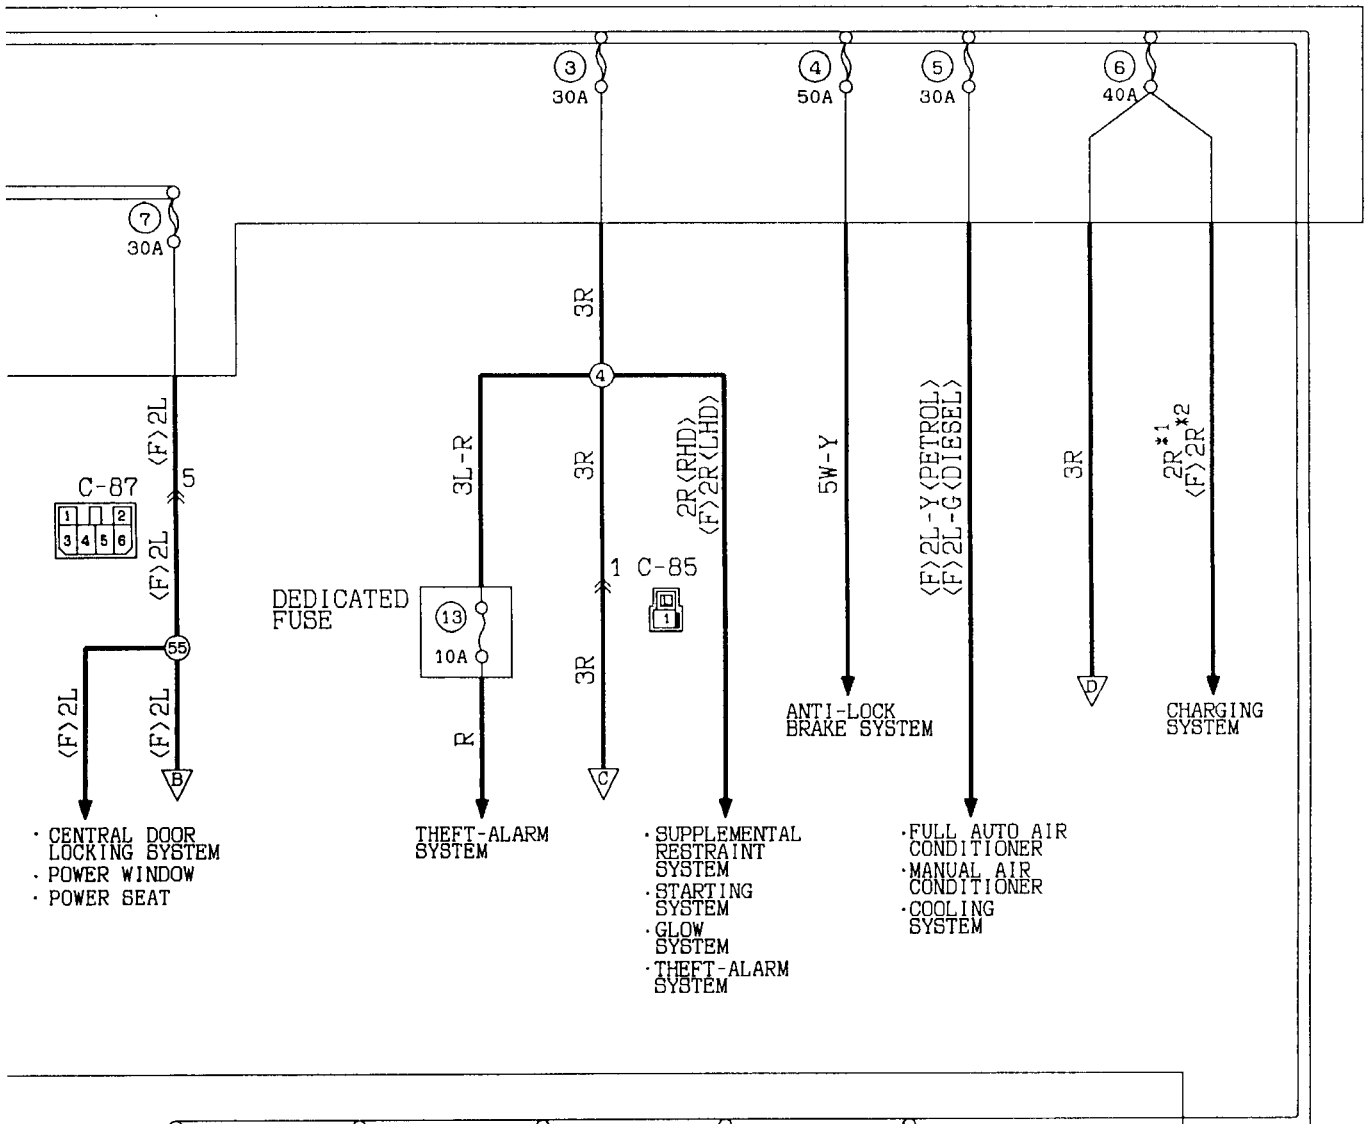 3
30A
4
50A
5
30A
6
40A
7
30A
3R
4
<F>2L
5
C-87
1 2
3 4 5 6
<F>2L
3L-R
3R
2R<RHD>
<F>2R<LHD>
5W-Y
<F>2L-Y<PETROL>
<F>2L-G<DIESEL>
3R
2R*1
<F>2R*2
DEDICATED
FUSE
13
10A
1 C-85
1
55
<F>2L
<F>2L
B
R
3R
C
D
ANTI-LOCK
BRAKE SYSTEM
CHARGING
SYSTEM
· CENTRAL DOOR
LOCKING SYSTEM
· POWER WINDOW
· POWER SEAT
THEFT-ALARM
SYSTEM
· SUPPLEMENTAL
RESTRAINT
SYSTEM
· STARTING
SYSTEM
· GLOW
SYSTEM
· THEFT-ALARM
SYSTEM
· FULL AUTO AIR
CONDITIONER
· MANUAL AIR
CONDITIONER
· COOLING
SYSTEM